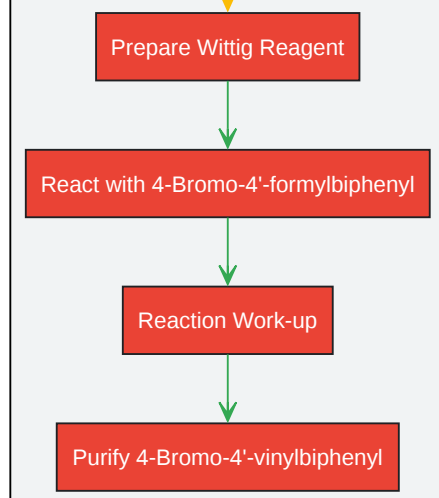 Prepare Wittig Reagent
React with 4-Bromo-4'-formylbiphenyl
Reaction Work-up
Purify 4-Bromo-4'-vinylbiphenyl